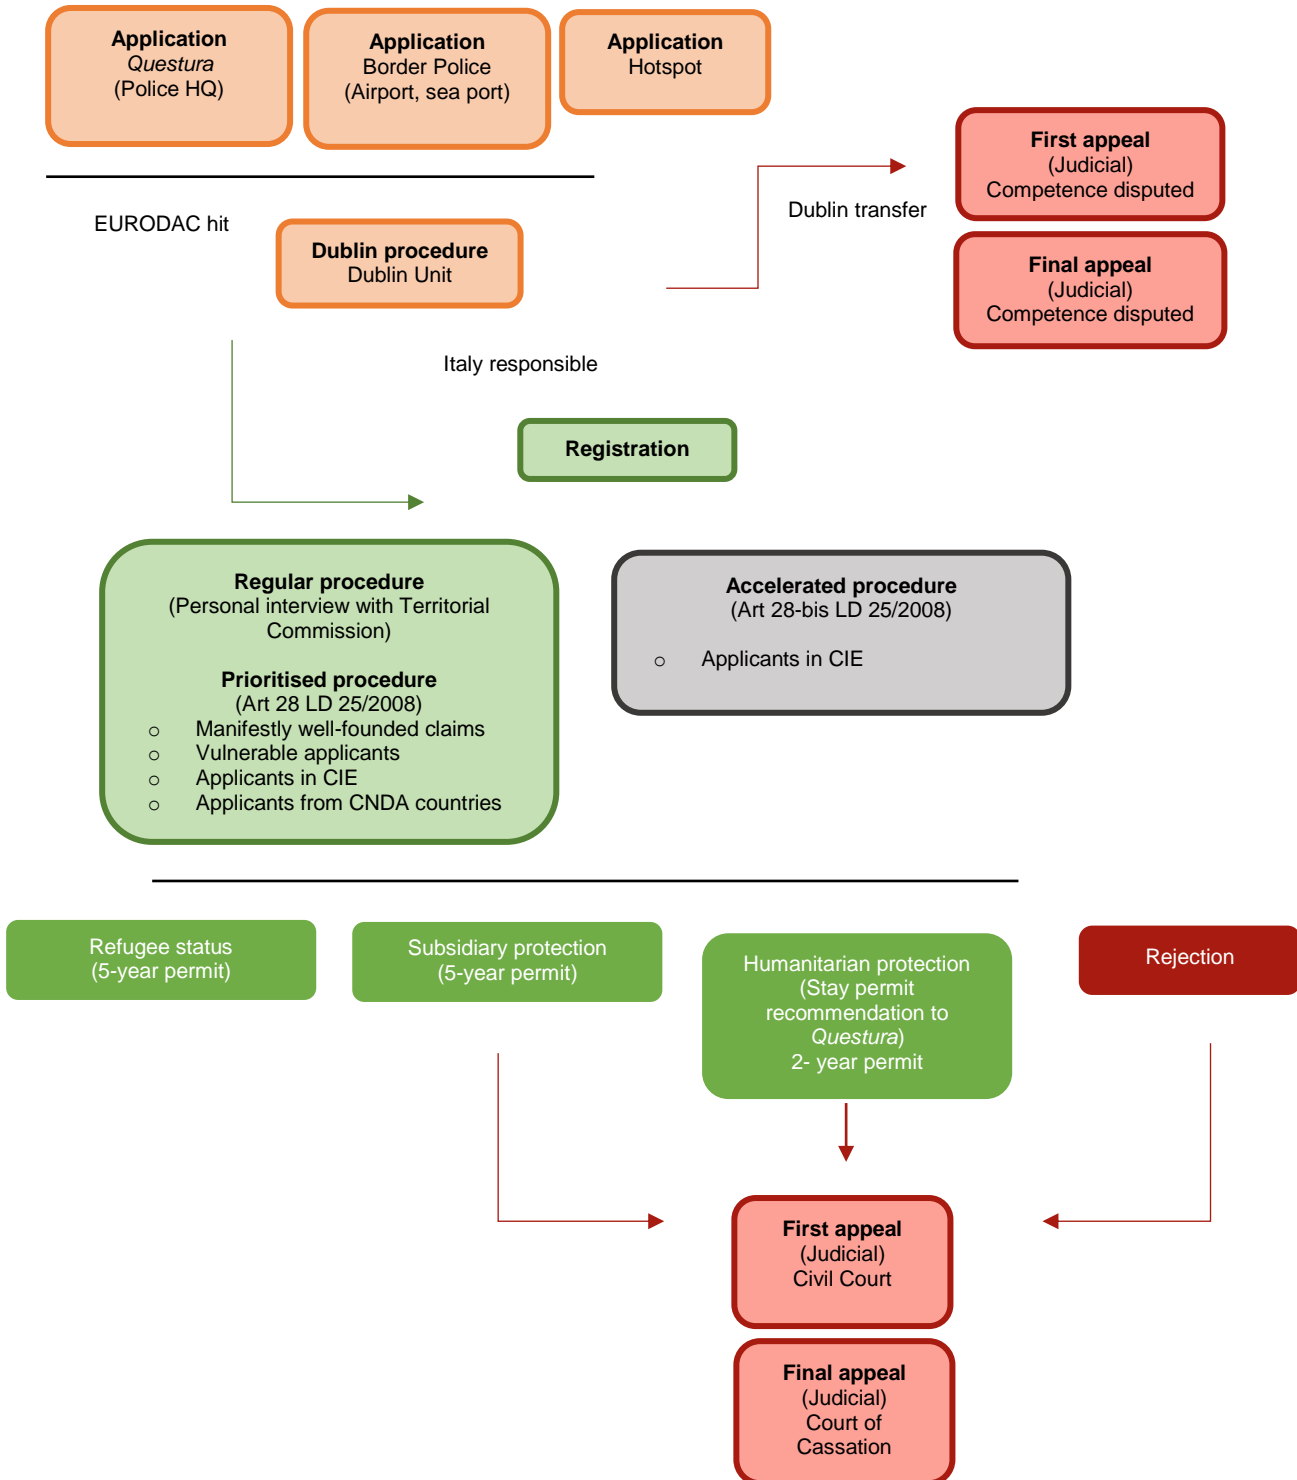 Application
Questura
(Police HQ)
Application
Border Police
(Airport, sea port)
Application
Hotspot
First appeal
(Judicial)
Competence disputed
Dublin transfer
EURODAC hit
Dublin procedure
Dublin Unit
Final appeal
(Judicial)
Competence disputed
Italy responsible
Registration
Regular procedure
(Personal interview with Territorial
Commission)
Prioritised procedure
(Art 28 LD 25/2008)
o Manifestly well-founded claims
o Vulnerable applicants
o Applicants in CIE
o Applicants from CNDA countries
Accelerated procedure
(Art 28-bis LD 25/2008)
o Applicants in CIE
Refugee status
(5-year permit)
Subsidiary protection
(5-year permit)
Humanitarian protection
(Stay permit
recommendation to
Questura)
2- year permit
Rejection
First appeal
(Judicial)
Civil Court
Final appeal
(Judicial)
Court of
Cassation